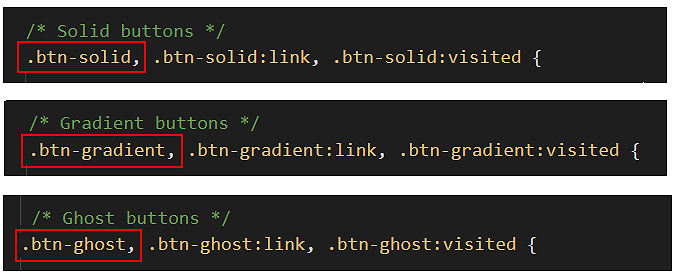 /* Solid buttons */
.btn-solid, .btn-solid:link, .btn-solid:visited {
/* Gradient buttons */
.btn-gradient, .btn-gradient:link, .btn-gradient:visited {
/* Ghost buttons */
.btn-ghost, .btn-ghost:link, .btn-ghost:visited {